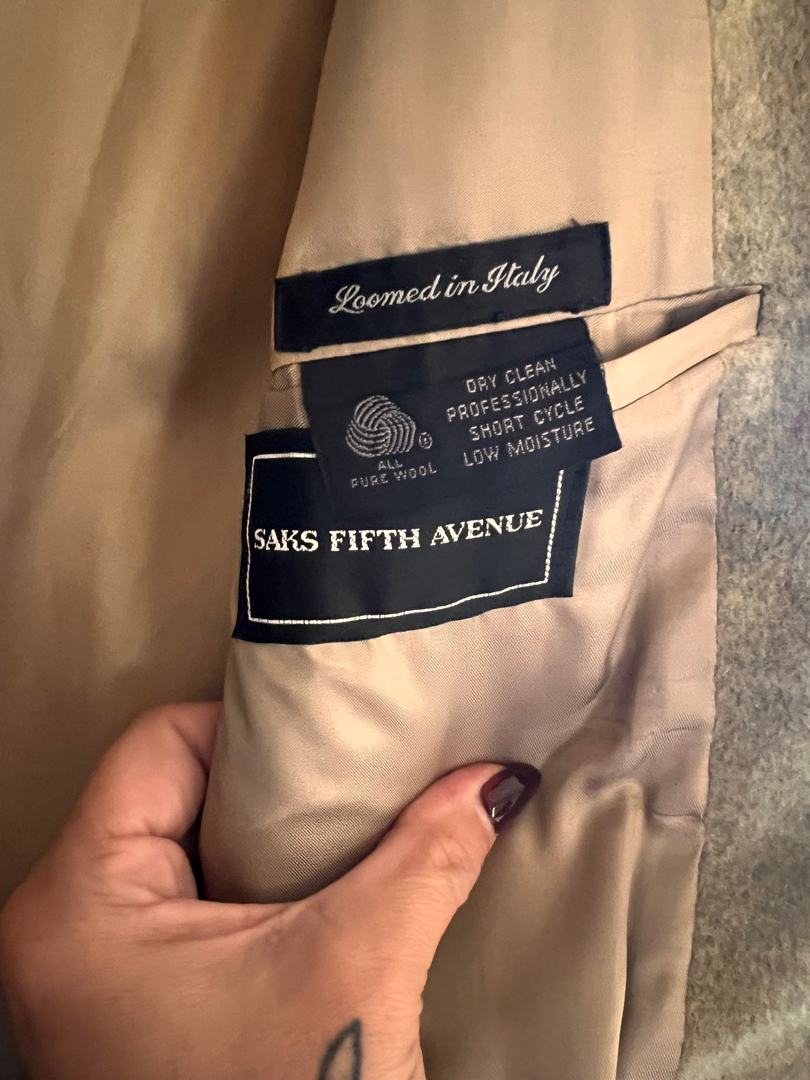 Loomed in Italy
DRY CLEAN
PROFESSIONALLY
SHORT CYCLE
LOW MOISTURE
ALL
PURE WOOL
SAKS FIFTH AVENUE